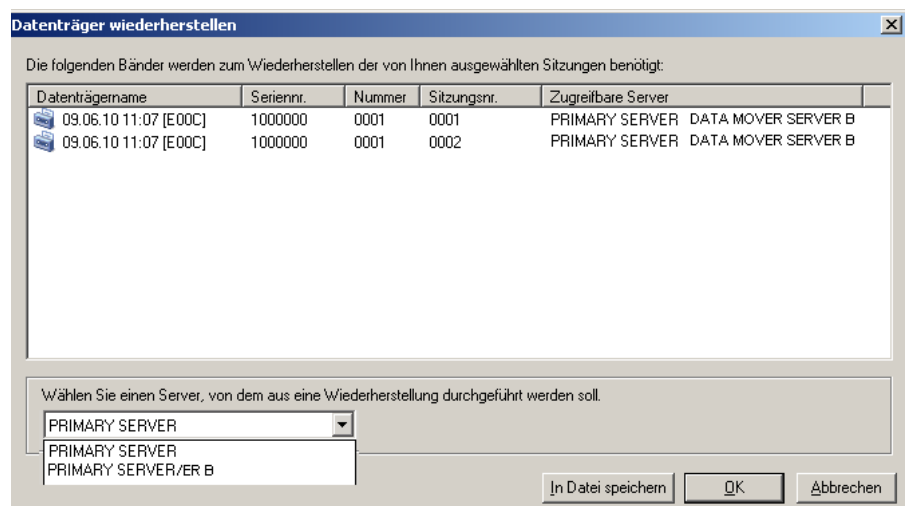 Datenträger wiederherstellen
Die folgenden Bänder werden zum Wiederherstellen der von Ihnen ausgewählten Sitzungen benötigt:
Datenträgername Seriennr. Nummer Sitzungsnr. Zugreifbare Server
09.06.10 11:07 [E00C] 1000000 0001 0001 PRIMARY SERVER DATA MOVER SERVER B
09.06.10 11:07 [E00C] 1000000 0001 0002 PRIMARY SERVER DATA MOVER SERVER B
Wählen Sie einen Server, von dem aus eine Wiederherstellung durchgeführt werden soll.
PRIMARY SERVER
PRIMARY SERVER
PRIMARY SERVER/ER B
In Datei speichern OK Abbrechen